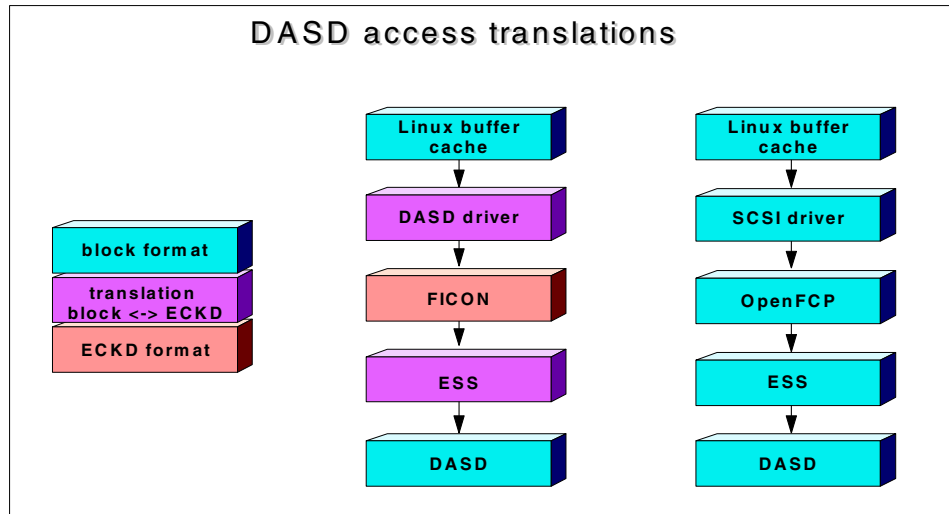 DASD access translations
block format
translation
block <-> ECKD
ECKD format
Linux buffer
cache
DASD driver
FICON
ESS
DASD
Linux buffer
cache
SCSI driver
OpenFCP
ESS
DASD